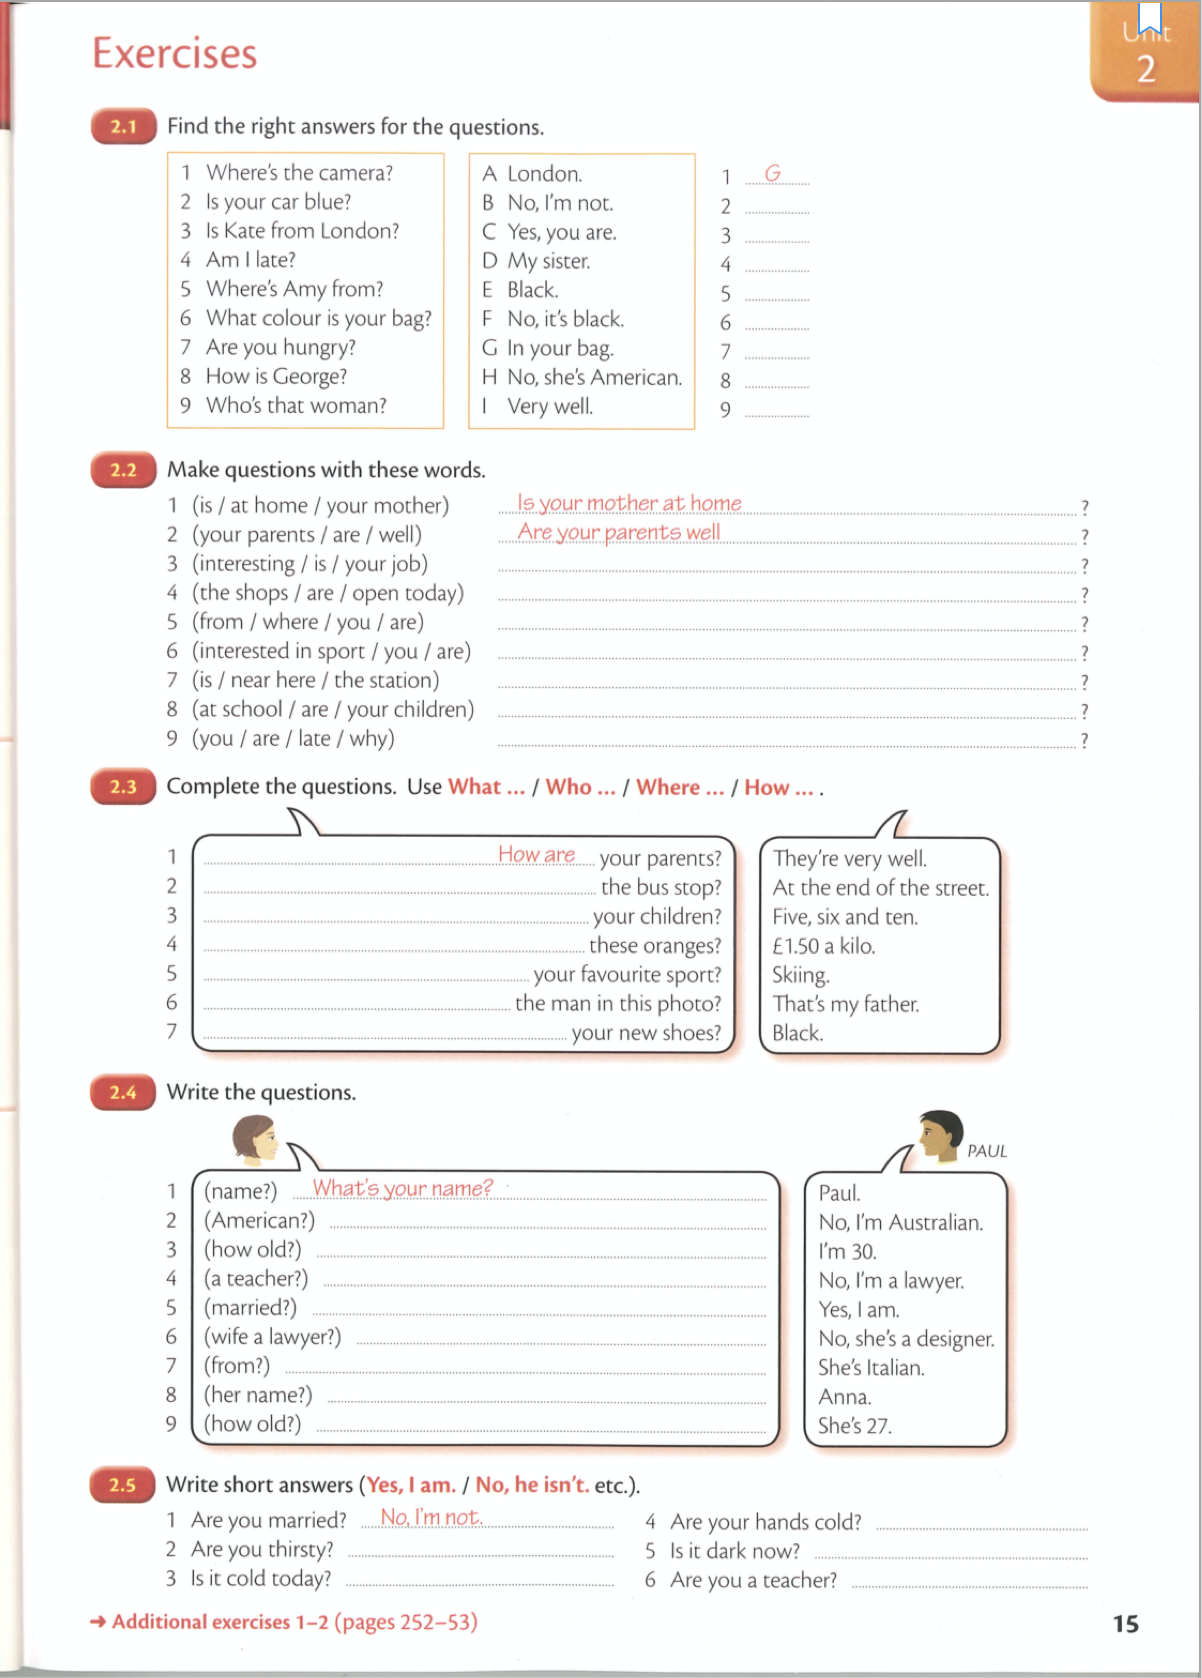 Unit
2
Exercises
2.1 Find the right answers for the questions.
1 Where's the camera?
2 Is your car blue?
3 Is Kate from London?
4 Am I late?
5 Where's Amy from?
6 What colour is your bag?
7 Are you hungry?
8 How is George?
9 Who's that woman?
A London.
B No, I'm not.
C Yes, you are.
D My sister.
E Black.
F No, it's black.
G In your bag.
H No, she's American.
I Very well.
1 G
2
3
4
5
6
7
8
9
2.2 Make questions with these words.
1 (is / at home / your mother) Is your mother at home ?
2 (your parents / are / well) Are your parents well ?
3 (interesting / is / your job) ?
4 (the shops / are / open today) ?
5 (from / where / you / are) ?
6 (interested in sport / you / are) ?
7 (is / near here / the station) ?
8 (at school / are / your children) ?
9 (you / are / late / why) ?
2.3 Complete the questions. Use What ... / Who ... / Where ... / How ... .
1 How are your parents?
2 the bus stop?
3 your children?
4 these oranges?
5 your favourite sport?
6 the man in this photo?
7 your new shoes?
They're very well.
At the end of the street.
Five, six and ten.
£1.50 a kilo.
Skiing.
That's my father.
Black.
2.4 Write the questions.
PAUL
1 (name?) What's your name?
2 (American?)
3 (how old?)
4 (a teacher?)
5 (married?)
6 (wife a lawyer?)
7 (from?)
8 (her name?)
9 (how old?)
Paul.
No, I'm Australian.
I'm 30.
No, I'm a lawyer.
Yes, I am.
No, she's a designer.
She's Italian.
Anna.
She's 27.
2.5 Write short answers (Yes, I am. / No, he isn't. etc.).
1 Are you married? No, I'm not.
2 Are you thirsty?
3 Is it cold today?
4 Are your hands cold?
5 Is it dark now?
6 Are you a teacher?
➜ Additional exercises 1–2 (pages 252–53)
15